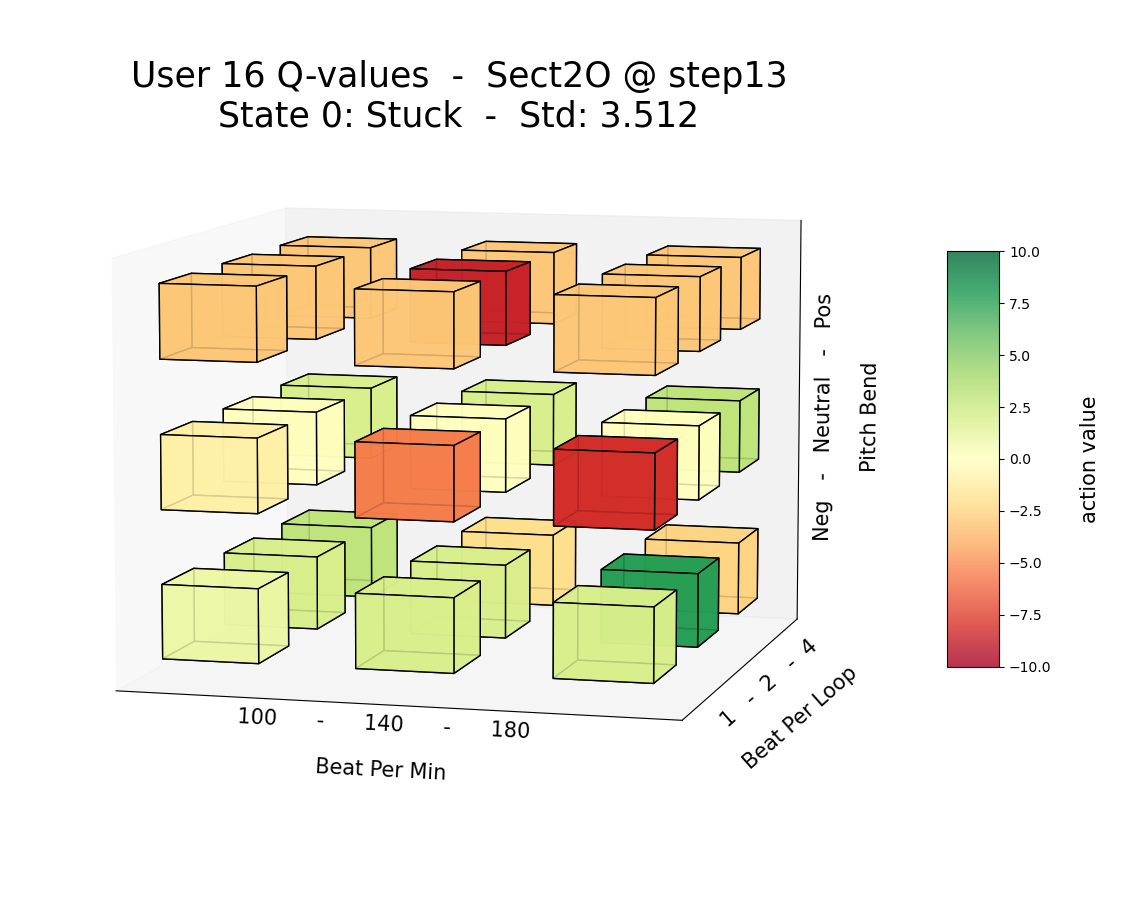 User 16 Q-values  -  Sect2O @ step13
State 0: Stuck  -  Std: 3.512
Neg   -   Neutral   -   Pos
Pitch Bend
1  -  2  -  4
Beat Per Loop
100   -   140   -   180
Beat Per Min
10.0
7.5
5.0
2.5
0.0
−2.5
−5.0
−7.5
−10.0
action value